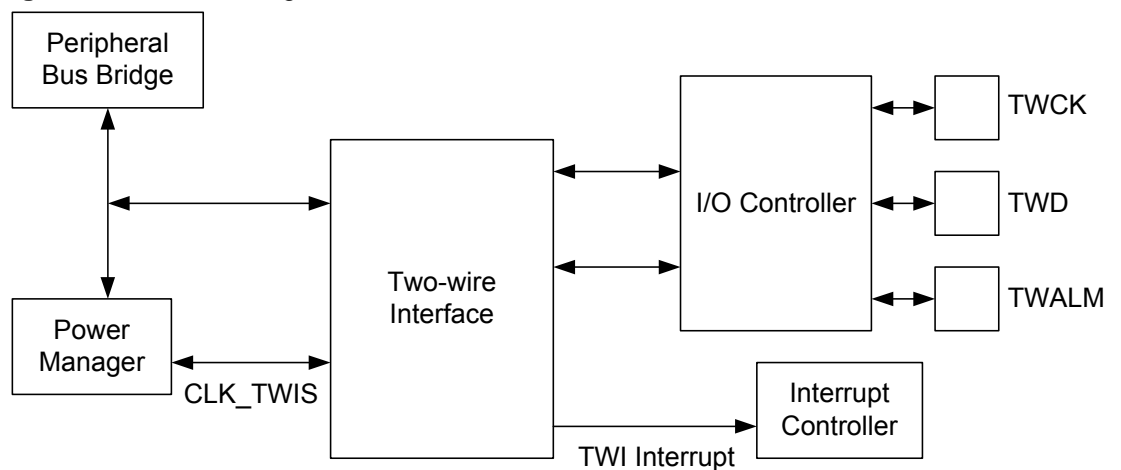 Peripheral
Bus Bridge
TWCK
I/O Controller
TWD
Two-wire
Interface
TWALM
Power
Manager
CLK_TWIS
Interrupt
Controller
TWI Interrupt